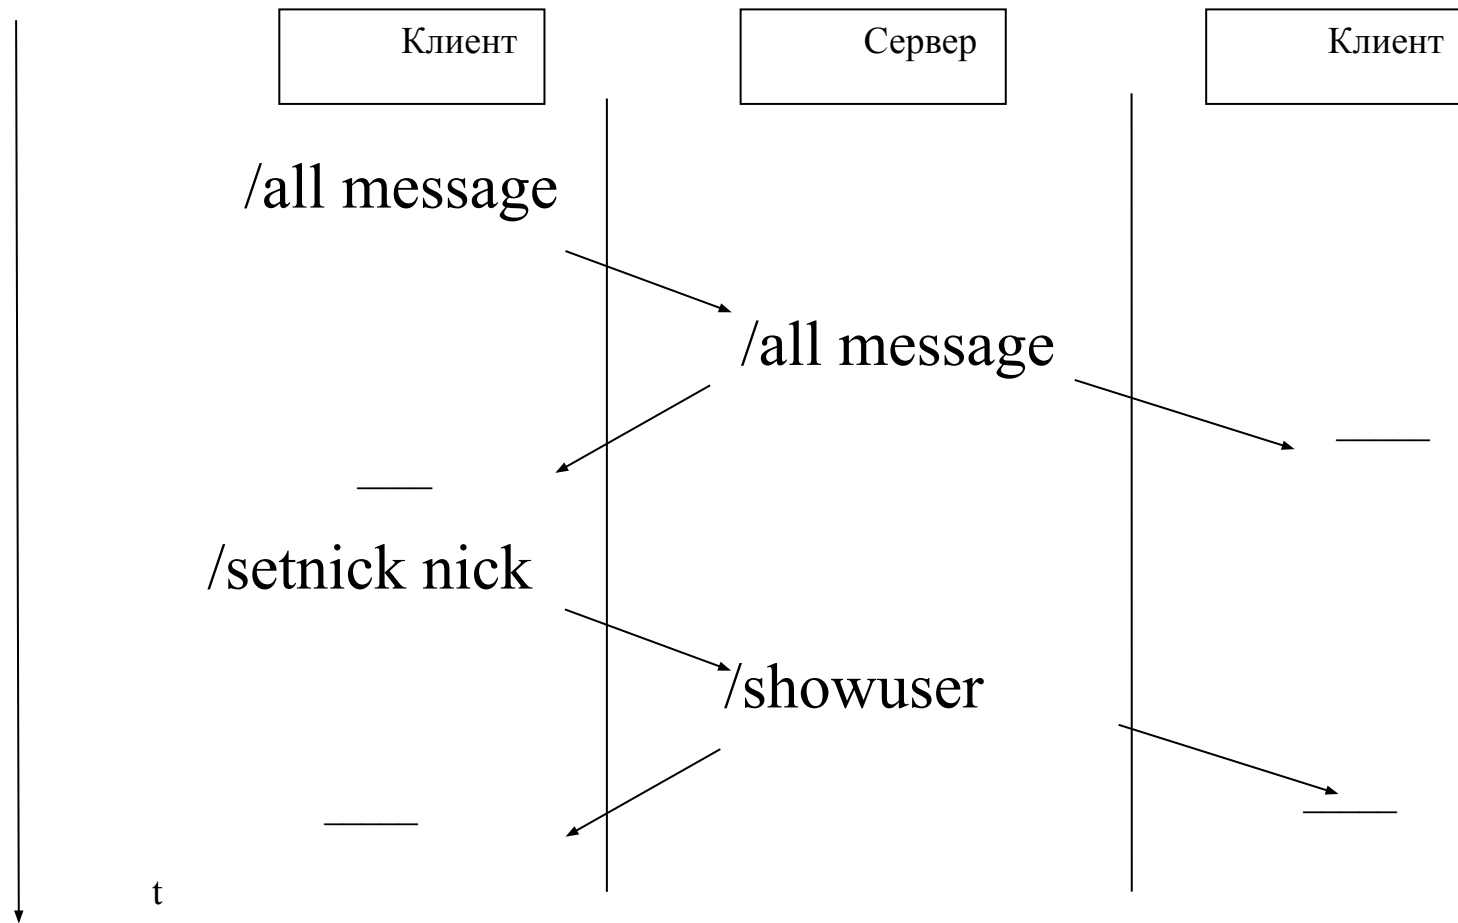 Клиент
Сервер
Клиент
/all message
/all message
/setnick nick
/showuser
t